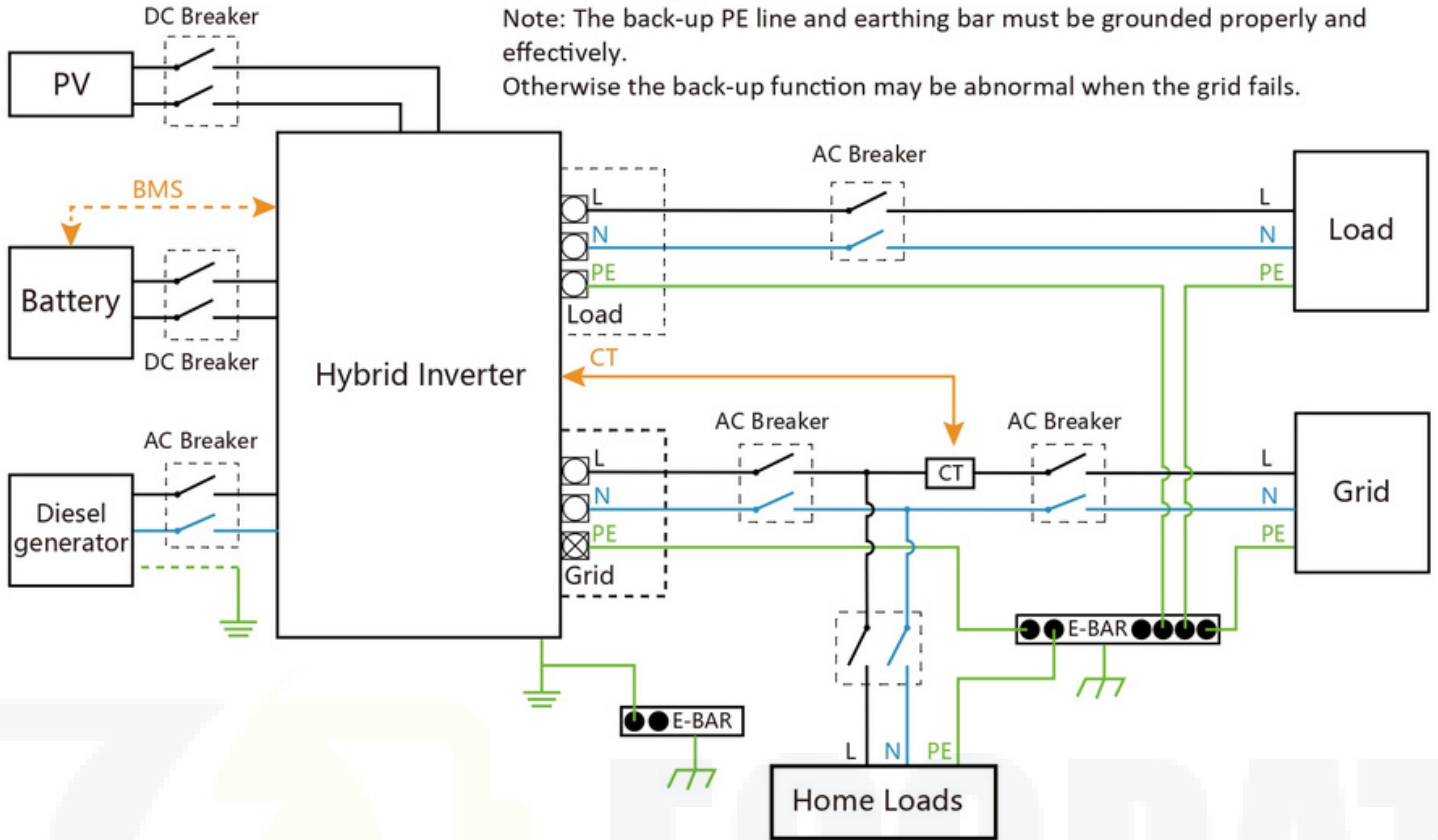 DC Breaker
Note: The back-up PE line and earthing bar must be grounded properly and
effectively.
Otherwise the back-up function may be abnormal when the grid fails.
PV
AC Breaker
BMS
L
L
N
N
Load
PE
PE
Battery
Load
DC Breaker
Hybrid Inverter
CT
AC Breaker
AC Breaker
AC Breaker
L
CT
L
N
N
Grid
Diesel
generator
PE
PE
Grid
E-BAR
E-BAR
L
N
PE
Home Loads